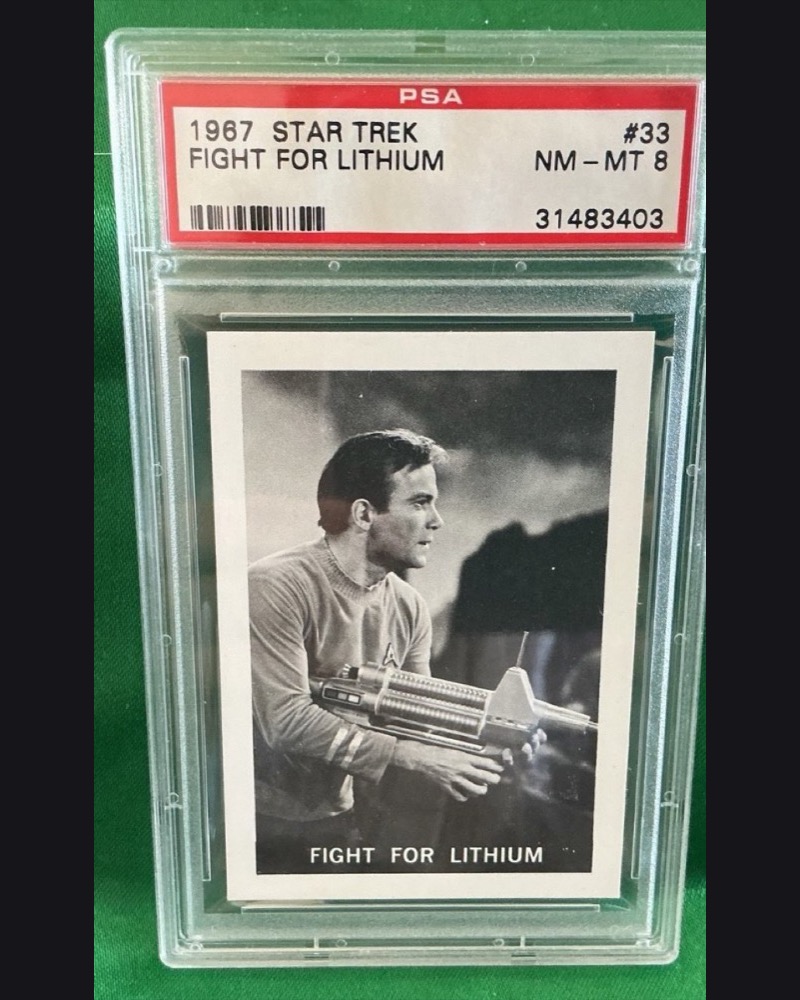 PSA
1967 STAR TREK #33
FIGHT FOR LITHIUM NM-MT 8
31483403
FIGHT FOR LITHIUM